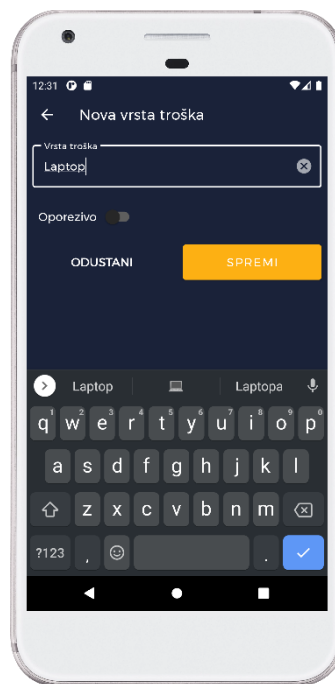 12:31
Nova vrsta troška
Vrsta troška
Laptop
Oporezivo
ODUSTANI SPREMI
Laptop Laptopa
1 2 3 4 5 6 7 8 9 0
q w e r t y u i o p
a s d f g h j k l
z x c v b n m
?123 , .